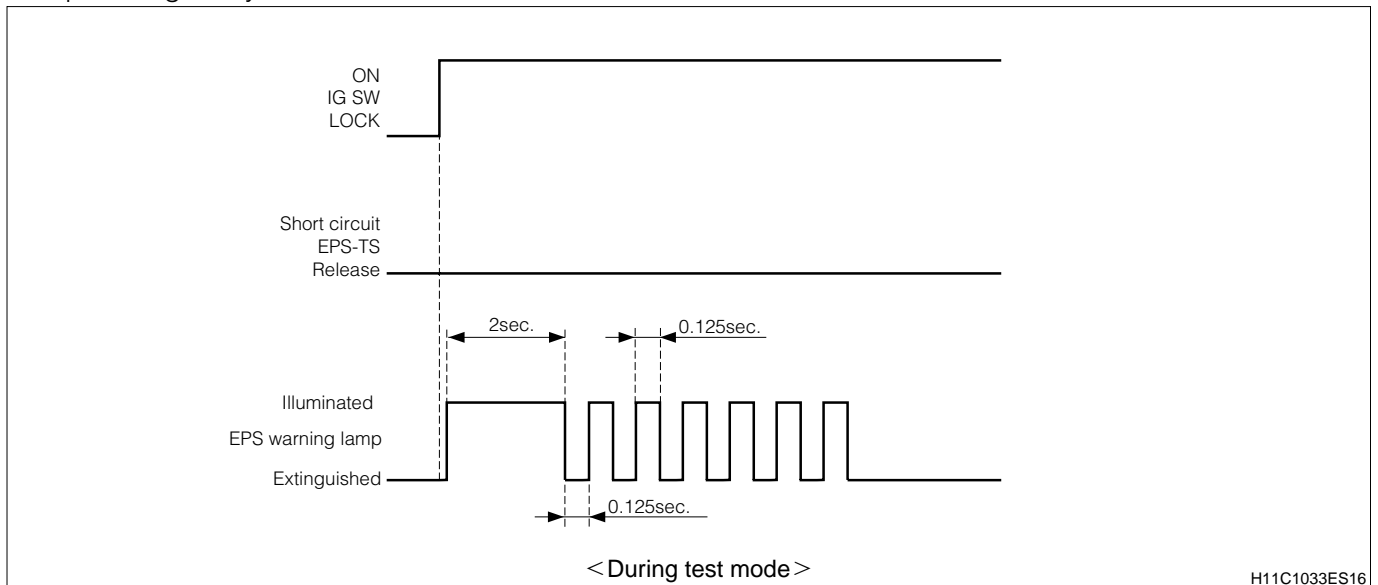 ON
IG SW
LOCK
Short circuit
EPS-TS
Release
2sec.
0.125sec.
Illuminated
EPS warning lamp
Extinguished
0.125sec.
<During test mode>
H11C1033ES16